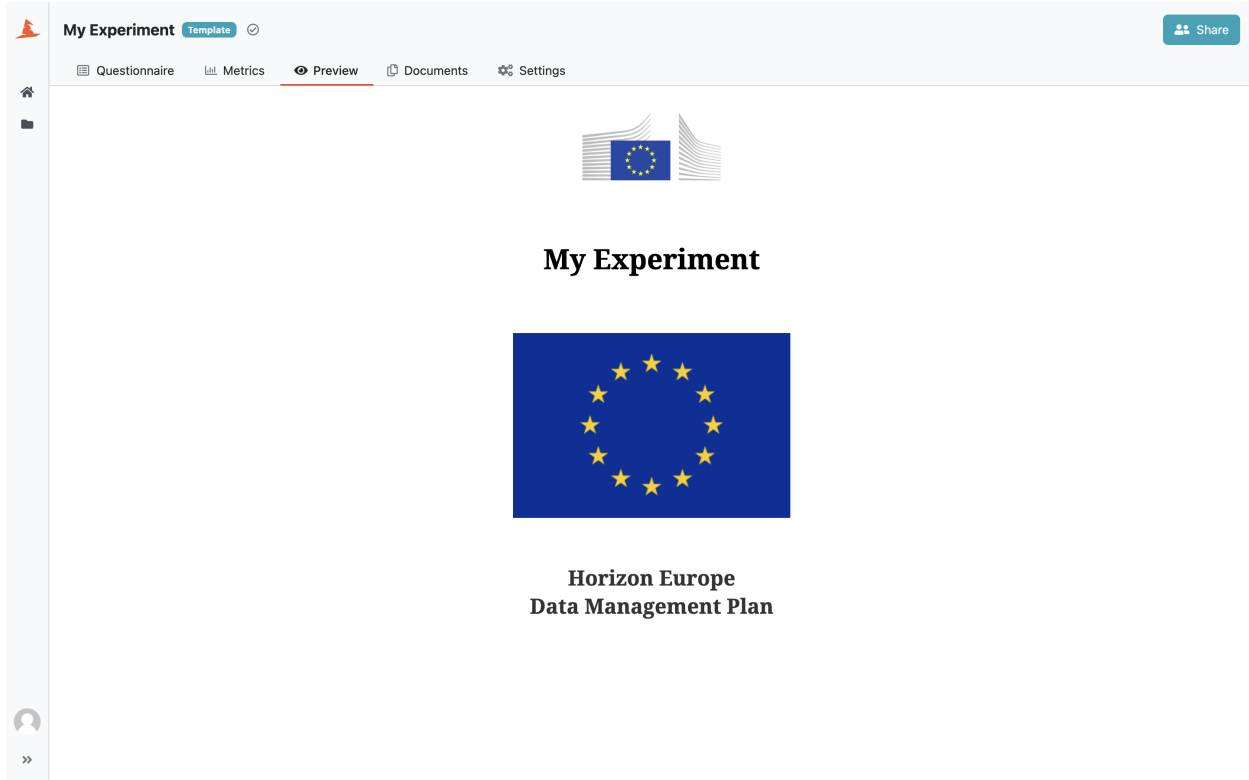 My Experiment Template
Share
Questionnaire Metrics Preview Documents Settings
My Experiment
Horizon Europe
Data Management Plan